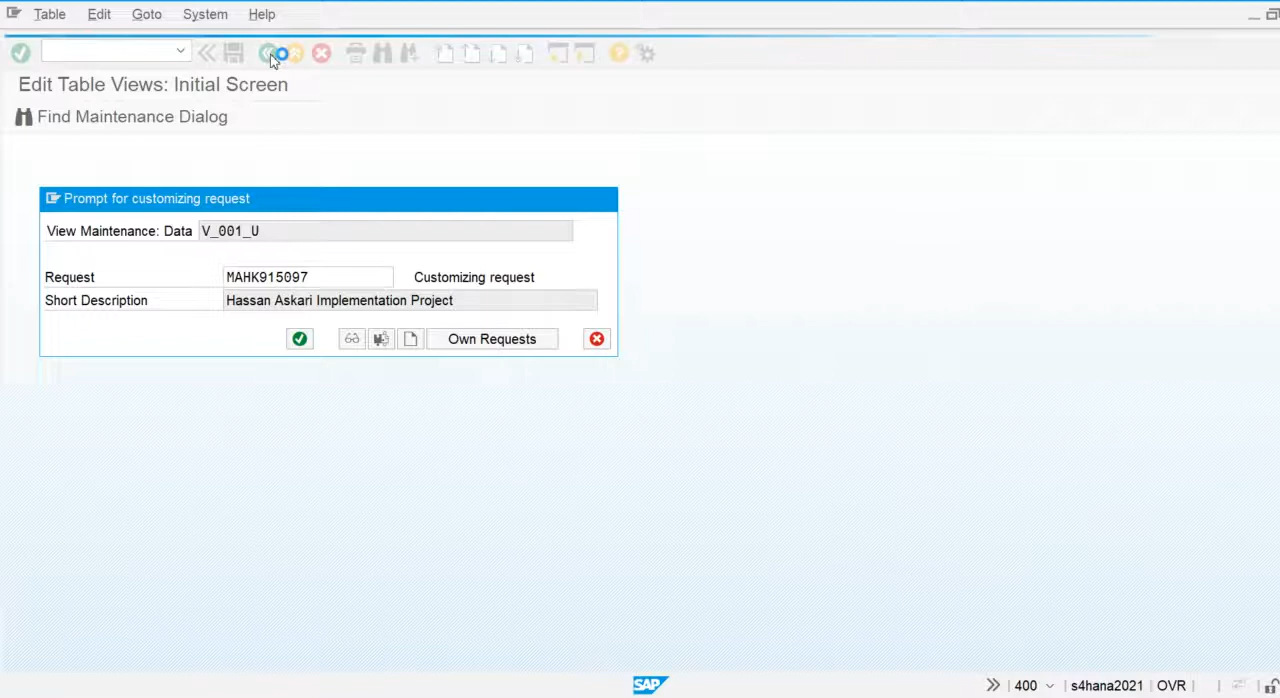 Table Edit Goto System Help
Edit Table Views: Initial Screen
Find Maintenance Dialog
Prompt for customizing request
View Maintenance: Data V_001_U
Request MAHK915097 Customizing request
Short Description Hassan Askari Implementation Project
Own Requests
SAP 400 s4hana2021 OVR